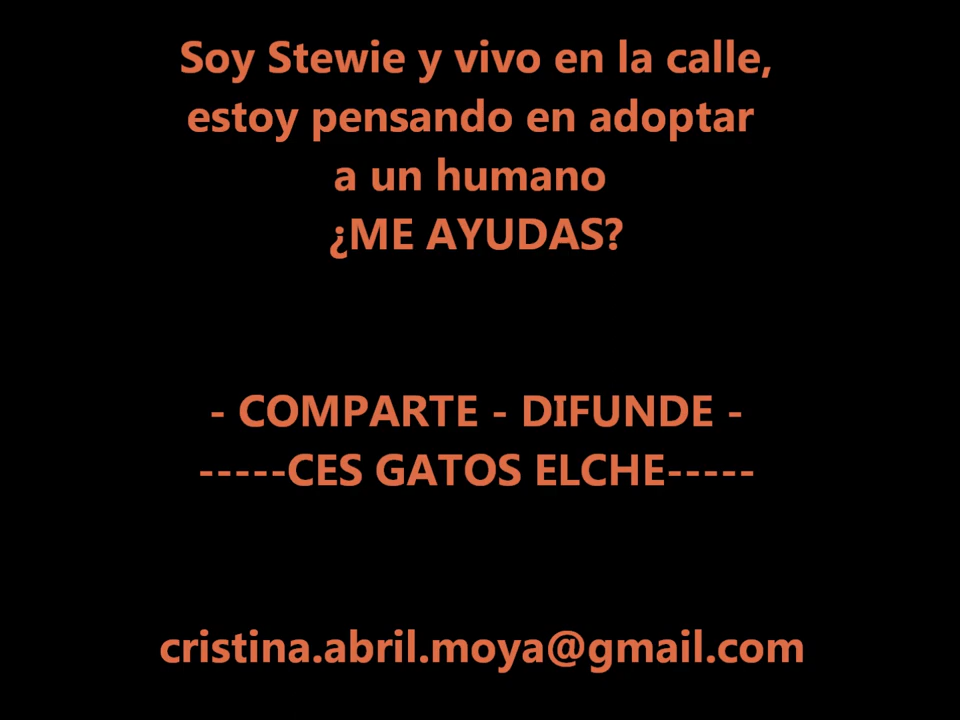 Soy Stewie y vivo en la calle,
estoy pensando en adoptar
a un humano
¿ME AYUDAS?
- COMPARTE - DIFUNDE -
-----CES GATOS ELCHE-----
cristina.abril.moya@gmail.com